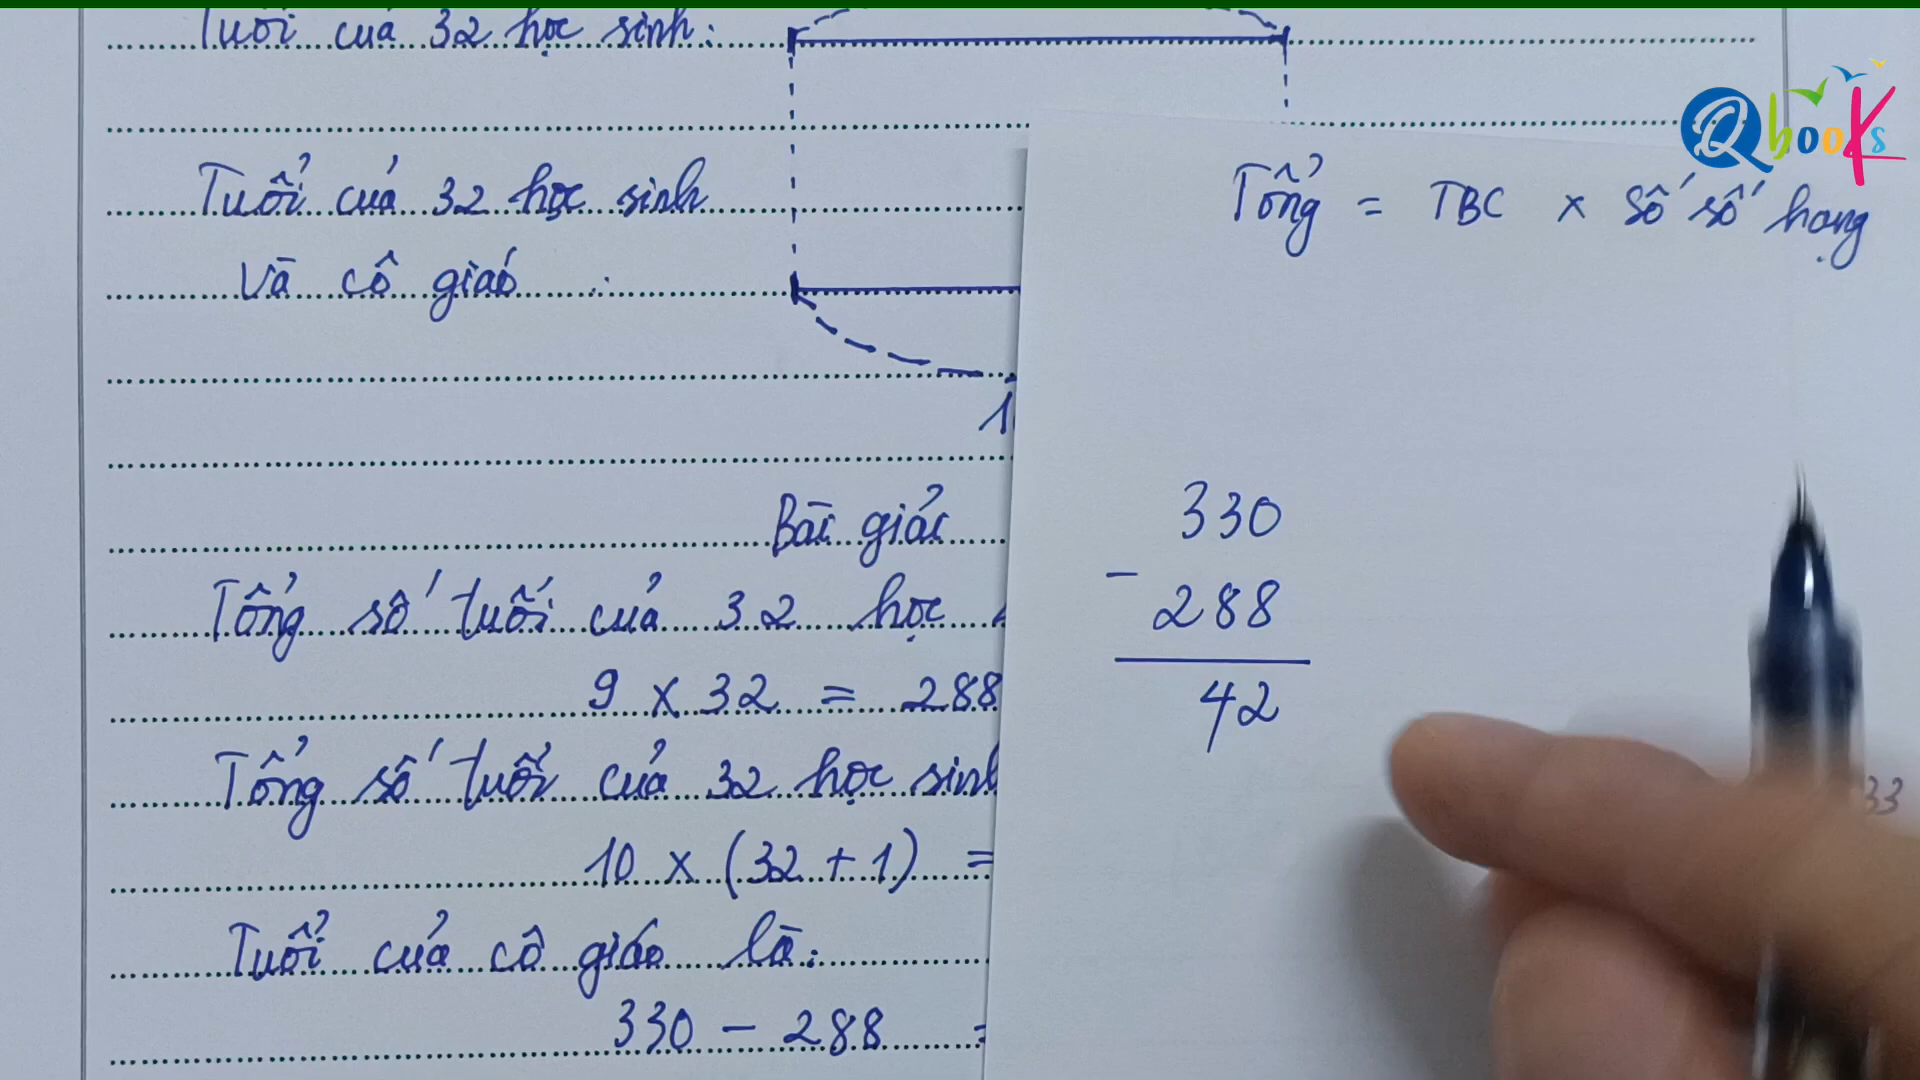 Tuổi của 32 học sinh:
Tuổi của 32 học sinh
Và cô giáo :
Qbooks
Tổng = TBC × Số số hạng
Bài giải
Tổng số tuổi của 32 học
9 × 32 = 288
Tổng số tuổi của 32 học sinh
10 × (32 + 1) =
Tuổi của cô giáo là:
330 − 288 =
330
− 288
42
33